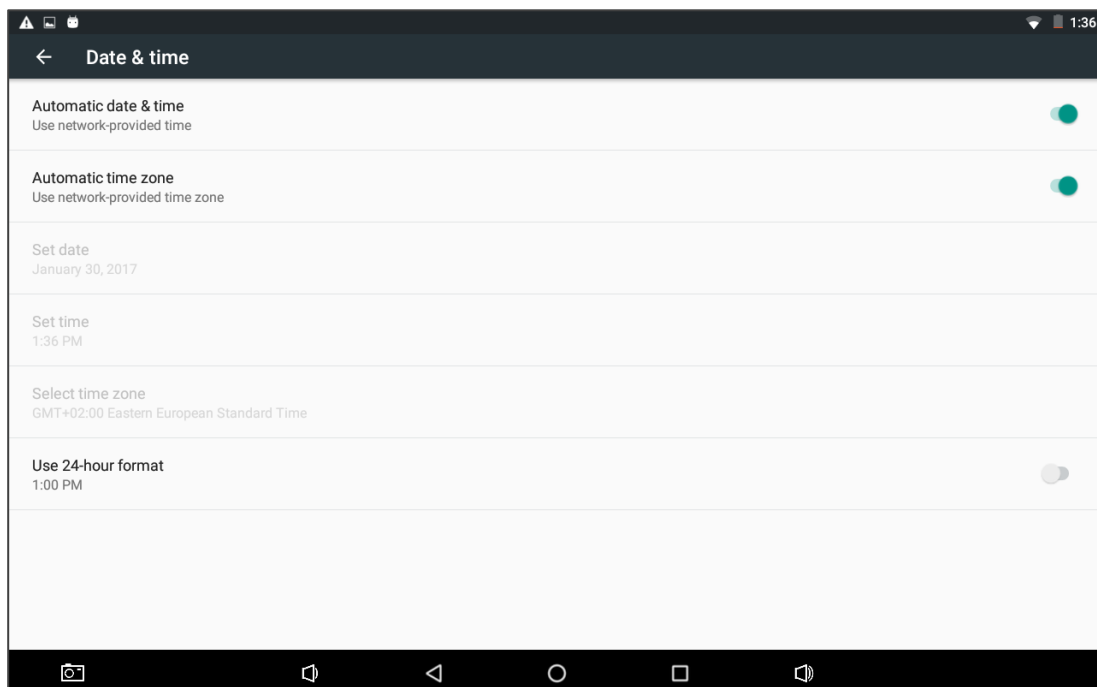 1:36
Date & time
Automatic date & time
Use network-provided time
Automatic time zone
Use network-provided time zone
Set date
January 30, 2017
Set time
1:36 PM
Select time zone
GMT+02:00 Eastern European Standard Time
Use 24-hour format
1:00 PM